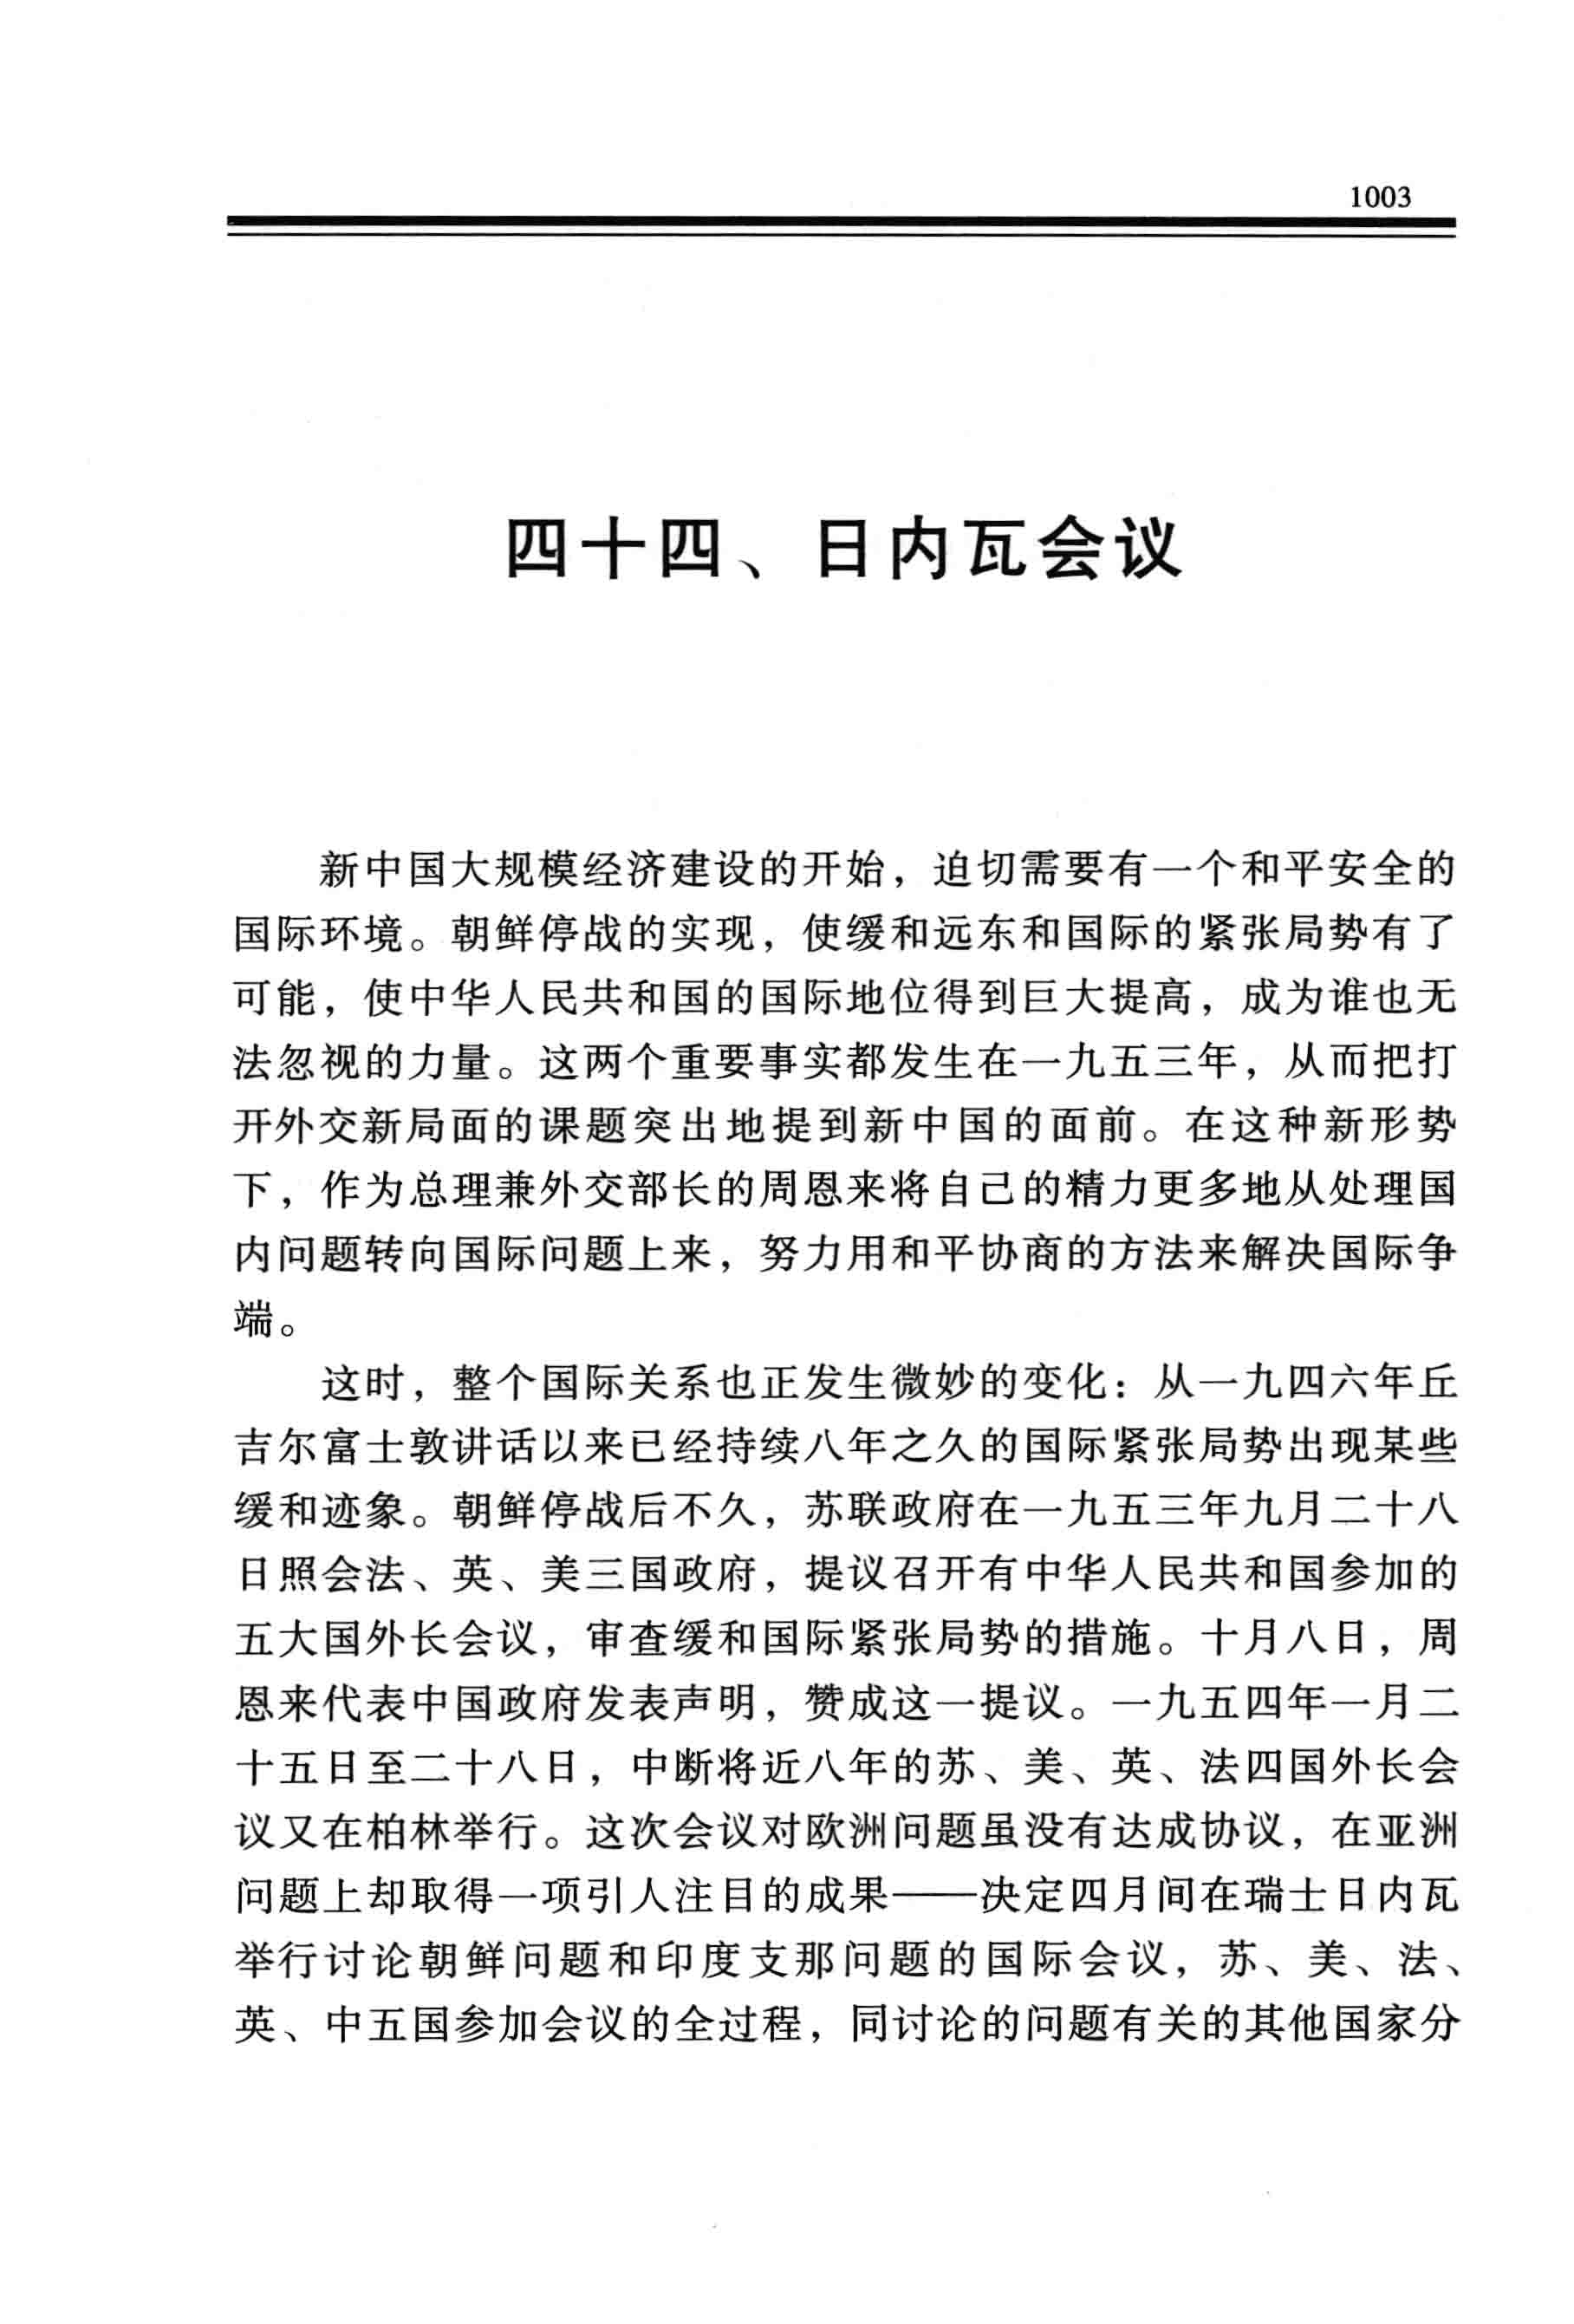 1003
四十四、日内瓦会议
新中国大规模经济建设的开始，迫切需要有一个和平安全的
国际环境。朝鲜停战的实现，使缓和远东和国际的紧张局势有了
可能，使中华人民共和国的国际地位得到巨大提高，成为谁也无
法忽视的力量。这两个重要事实都发生在一九五三年，从而把打
开外交新局面的课题突出地提到新中国的面前。在这种新形势
下，作为总理兼外交部长的周恩来将自己的精力更多地从处理国
内问题转向国际问题上来，努力用和平协商的方法来解决国际争
端。
这时，整个国际关系也正发生微妙的变化：从一九四六年丘
吉尔富士敦讲话以来已经持续八年之久的国际紧张局势出现某些
缓和迹象。朝鲜停战后不久，苏联政府在一九五三年九月二十八
日照会法、英、美三国政府，提议召开有中华人民共和国参加的
五大国外长会议，审查缓和国际紧张局势的措施。十月八日，周
恩来代表中国政府发表声明，赞成这一提议。一九五四年一月二
十五日至二十八日，中断将近八年的苏、美、英、法四国外长会
议又在柏林举行。这次会议对欧洲问题虽没有达成协议，在亚洲
问题上却取得一项引人注目的成果——决定四月间在瑞士日内瓦
举行讨论朝鲜问题和印度支那问题的国际会议，苏、美、法、
英、中五国参加会议的全过程，同讨论的问题有关的其他国家分